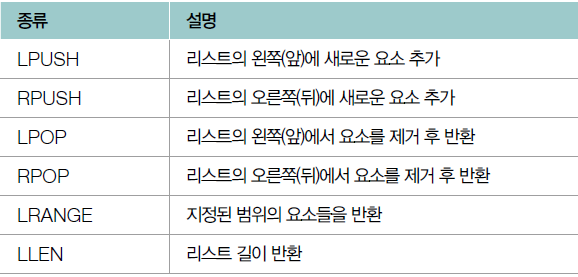 종류 설명
LPUSH 리스트의 왼쪽(앞)에 새로운 요소 추가
RPUSH 리스트의 오른쪽(뒤)에 새로운 요소 추가
LPOP 리스트의 왼쪽(앞)에서 요소를 제거 후 반환
RPOP 리스트의 오른쪽(뒤)에서 요소를 제거 후 반환
LRANGE 지정된 범위의 요소들을 반환
LLEN 리스트 길이 반환